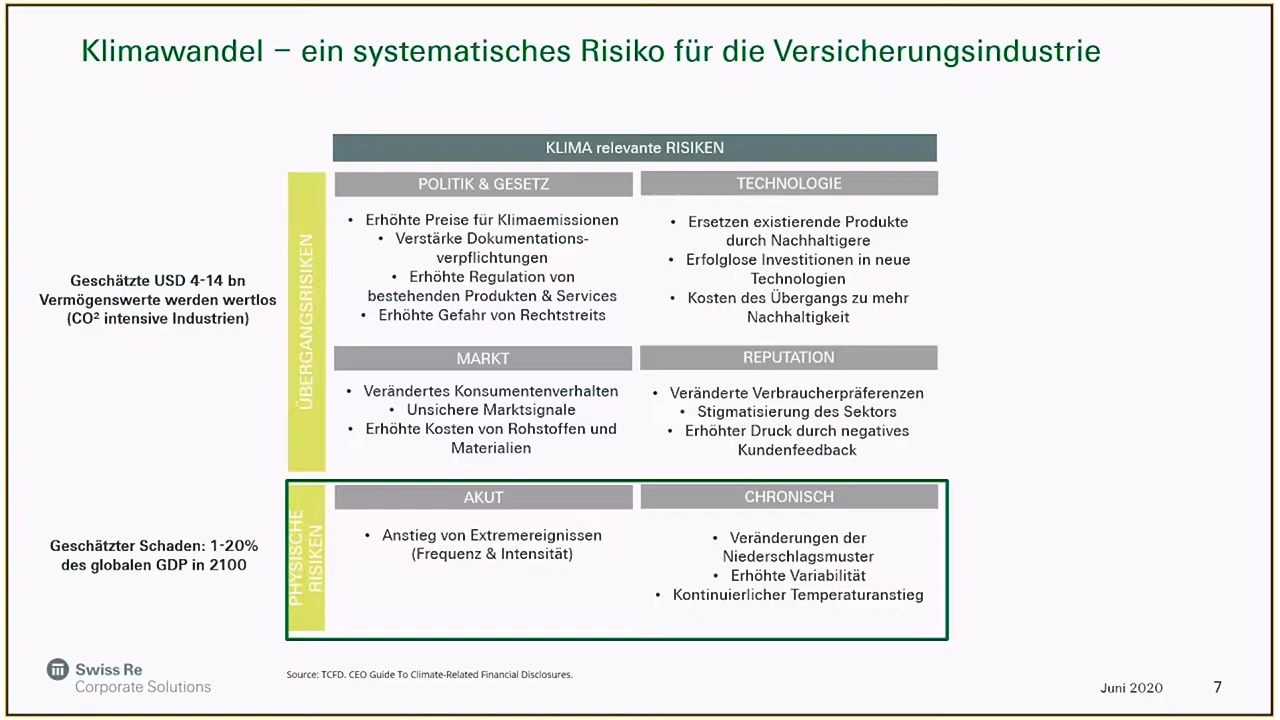 Klimawandel – ein systematisches Risiko für die Versicherungsindustrie
KLIMA relevante RISIKEN
ÜBERGANGSRISIKEN
Geschätzte USD 4-14 bn
Vermögenswerte werden wertlos
(CO² intensive Industrien)
POLITIK & GESETZ
• Erhöhte Preise für Klimaemissionen
• Verstärke Dokumentations-
verpflichtungen
• Erhöhte Regulation von
bestehenden Produkten & Services
• Erhöhte Gefahr von Rechtstreits
TECHNOLOGIE
• Ersetzen existierende Produkte
durch Nachhaltigere
• Erfolglose Investitionen in neue
Technologien
• Kosten des Übergangs zu mehr
Nachhaltigkeit
MARKT
• Verändertes Konsumentenverhalten
• Unsichere Marktsignale
• Erhöhte Kosten von Rohstoffen und
Materialien
REPUTATION
• Veränderte Verbraucherpräferenzen
• Stigmatisierung des Sektors
• Erhöhter Druck durch negatives
Kundenfeedback
PHYSISCHE
RISIKEN
Geschätzter Schaden: 1-20%
des globalen GDP in 2100
AKUT
• Anstieg von Extremereignissen
(Frequenz & Intensität)
CHRONISCH
• Veränderungen der
Niederschlagsmuster
• Erhöhte Variabilität
• Kontinuierlicher Temperaturanstieg
Swiss Re
Corporate Solutions
Source: TCFD. CEO Guide To Climate-Related Financial Disclosures.
Juni 2020
7